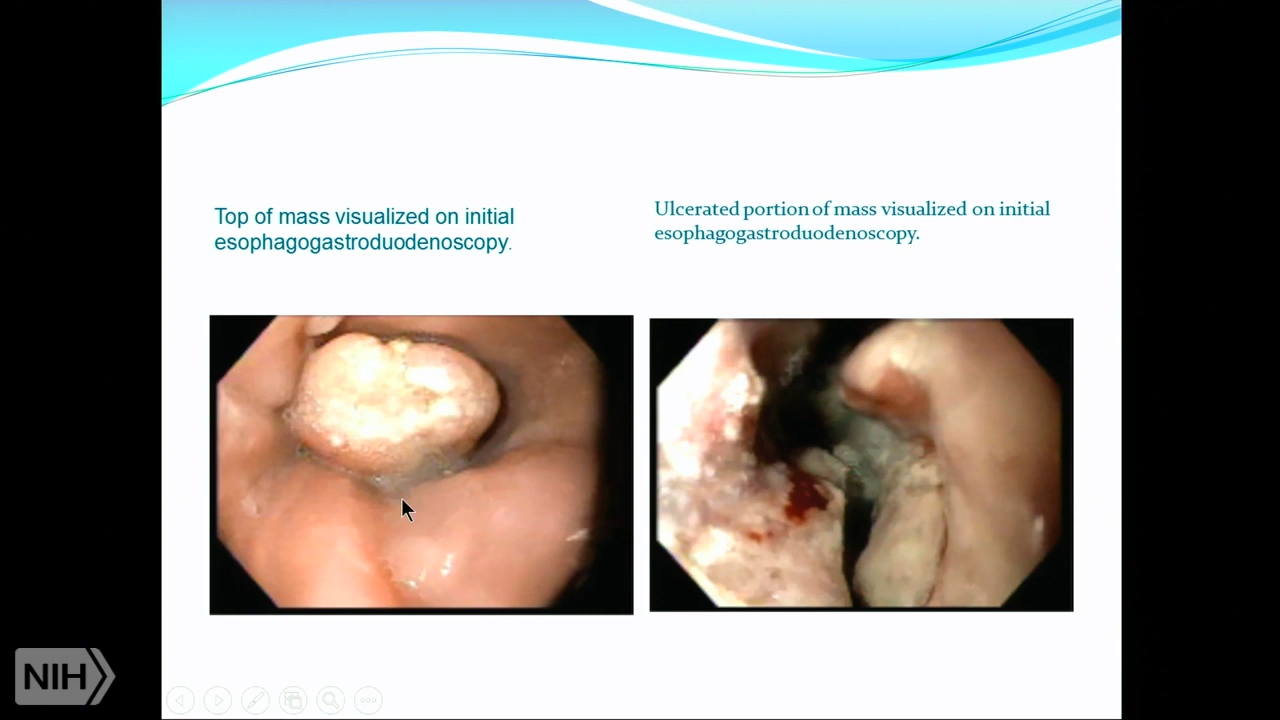 Top of mass visualized on initial
esophagogastroduodenoscopy.
Ulcerated portion of mass visualized on initial
esophagogastroduodenoscopy.
NIH